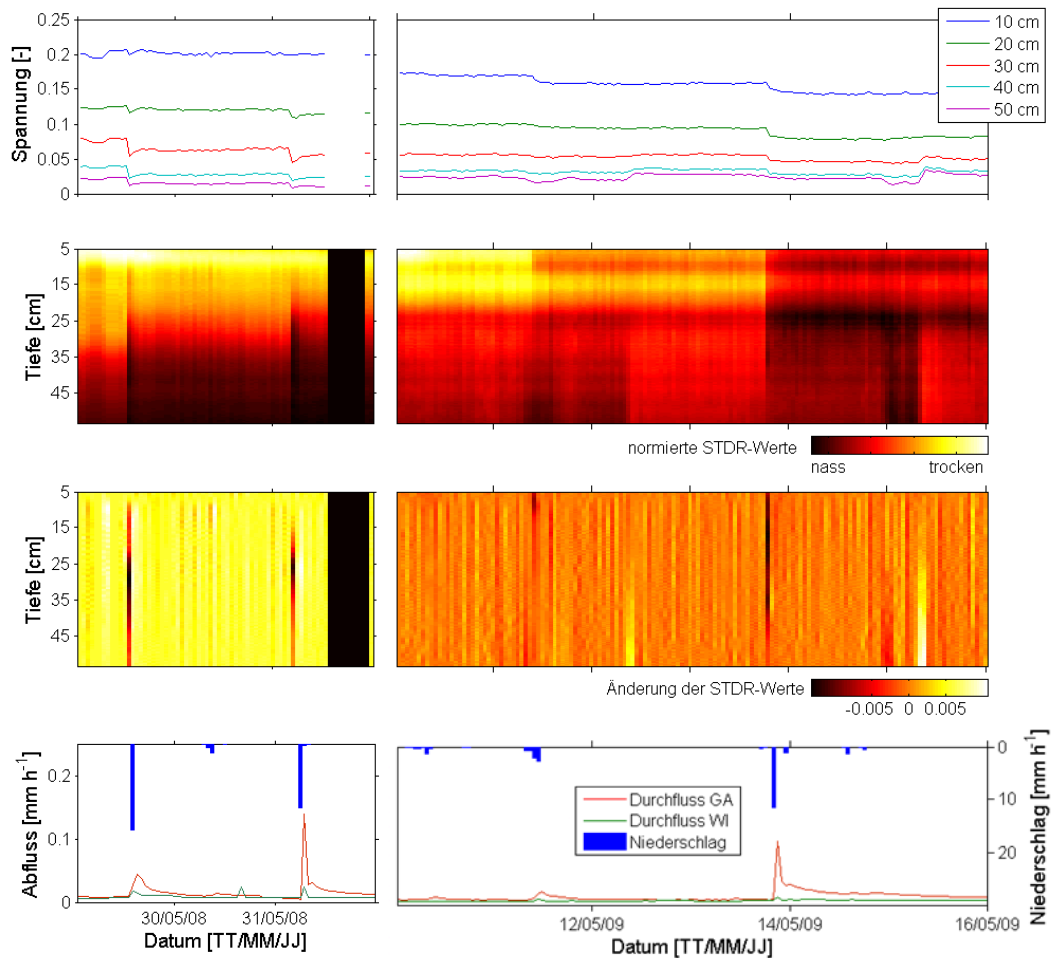 0.25
0.2
0.15
0.1
0.05
0
Spannung [-]
10 cm
20 cm
30 cm
40 cm
50 cm
5
15
25
35
45
Tiefe [cm]
normierte STDR-Werte
nass
trocken
5
15
25
35
45
Tiefe [cm]
Änderung der STDR-Werte
-0.005 0 0.005
0.2
0.1
0
Abfluss [mm h⁻¹]
Durchfluss GA
Durchfluss WI
Niederschlag
0
10
20
Niederschlag [mm h⁻¹]
30/05/08
31/05/08
12/05/09
14/05/09
16/05/09
Datum [TT/MM/JJ]
Datum [TT/MM/JJ]